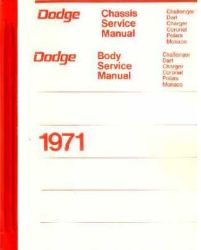 Dodge Chassis Service Manual
Challenger
Dart
Charger
Coronet
Polara
Monaco
Dodge Body Service Manual
Challenger
Dart
Charger
Coronet
Polara
Monaco
1971